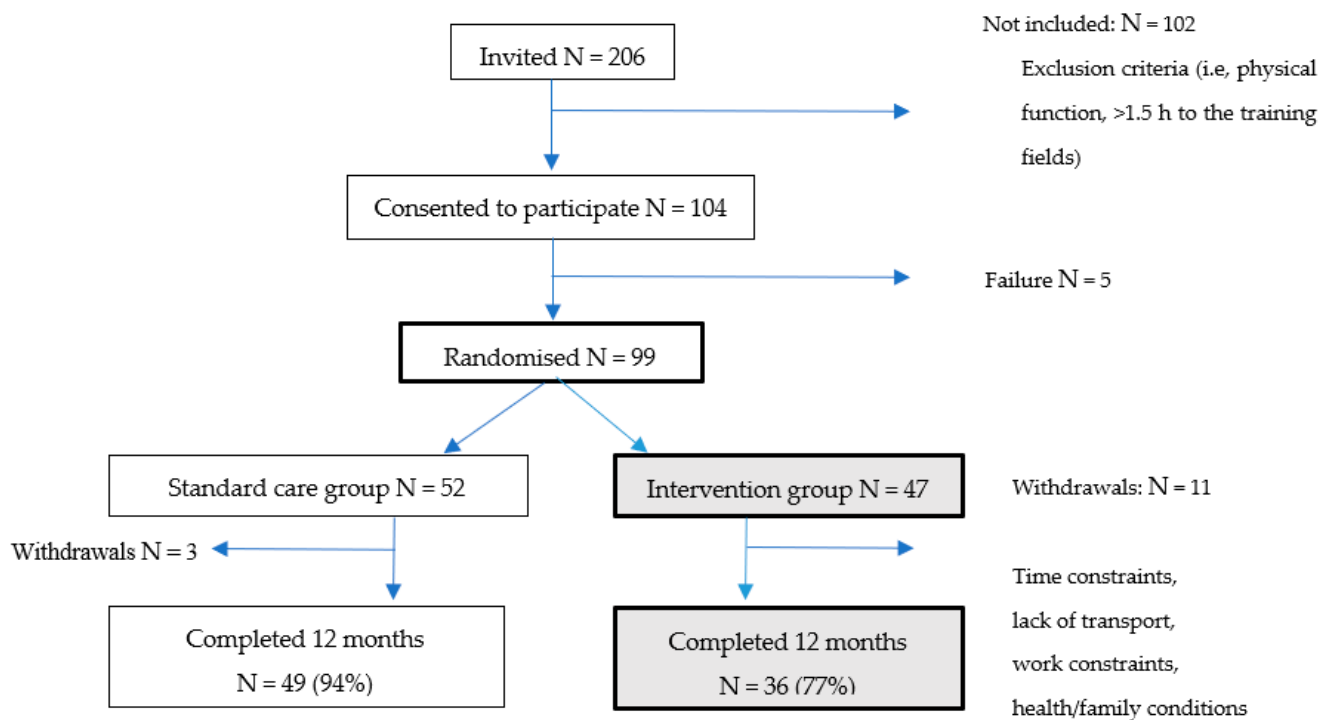 Invited N = 206
Not included: N = 102
Exclusion criteria (i.e, physical
function, >1.5 h to the training
fields)
Consented to participate N = 104
Failure N = 5
Randomised N = 99
Standard care group N = 52
Intervention group N = 47
Withdrawals: N = 11
Withdrawals N = 3
Time constraints,
lack of transport,
work constraints,
health/family conditions
Completed 12 months
N = 49 (94%)
Completed 12 months
N = 36 (77%)